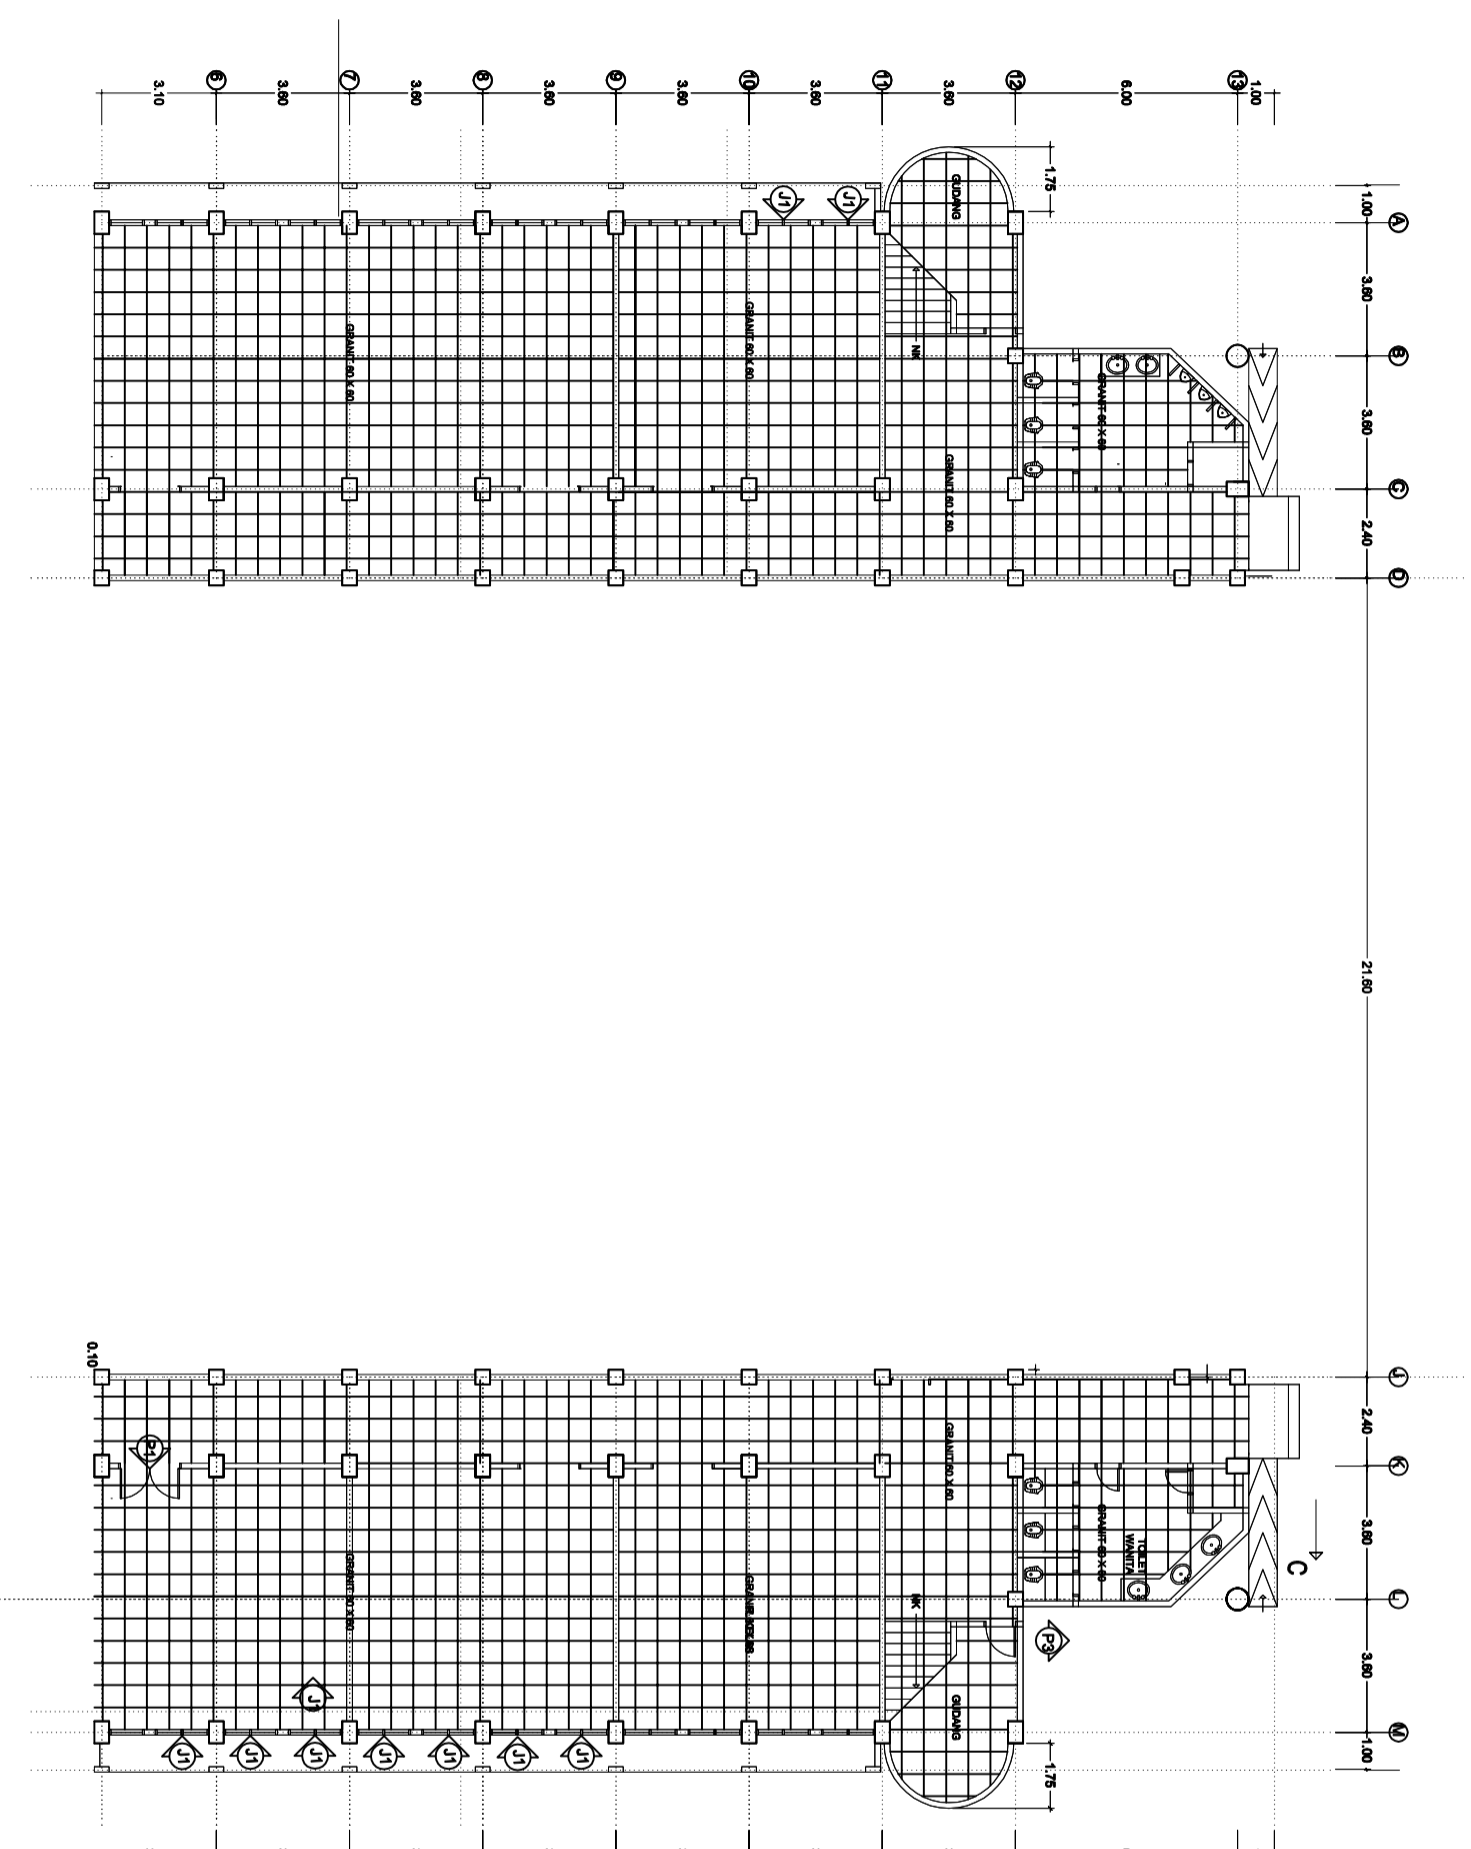 6
7
8
9
10
11
12
13
3.10
3.60
3.60
3.60
3.60
3.60
3.60
6.00
1.00
1.75
GUDANG
J1
J1
1.00
A
3.60
GRANIT 60 X 60
GRANIT 60 X 60
NK
B
GRANIT 60 X 60
3.60
GRANIT 60 X 60
C
2.40
D
21.60
0.10
J
2.40
P1
GRANIT 60 X 60
K
GRANIT 60 X 60
TOILET
WANITA
3.60
C
GRANIT 60 X 60
NK
L
P3
3.60
J1
GUDANG
M
J1
J1
J1
J1
J1
J1
J1
1.00
1.75